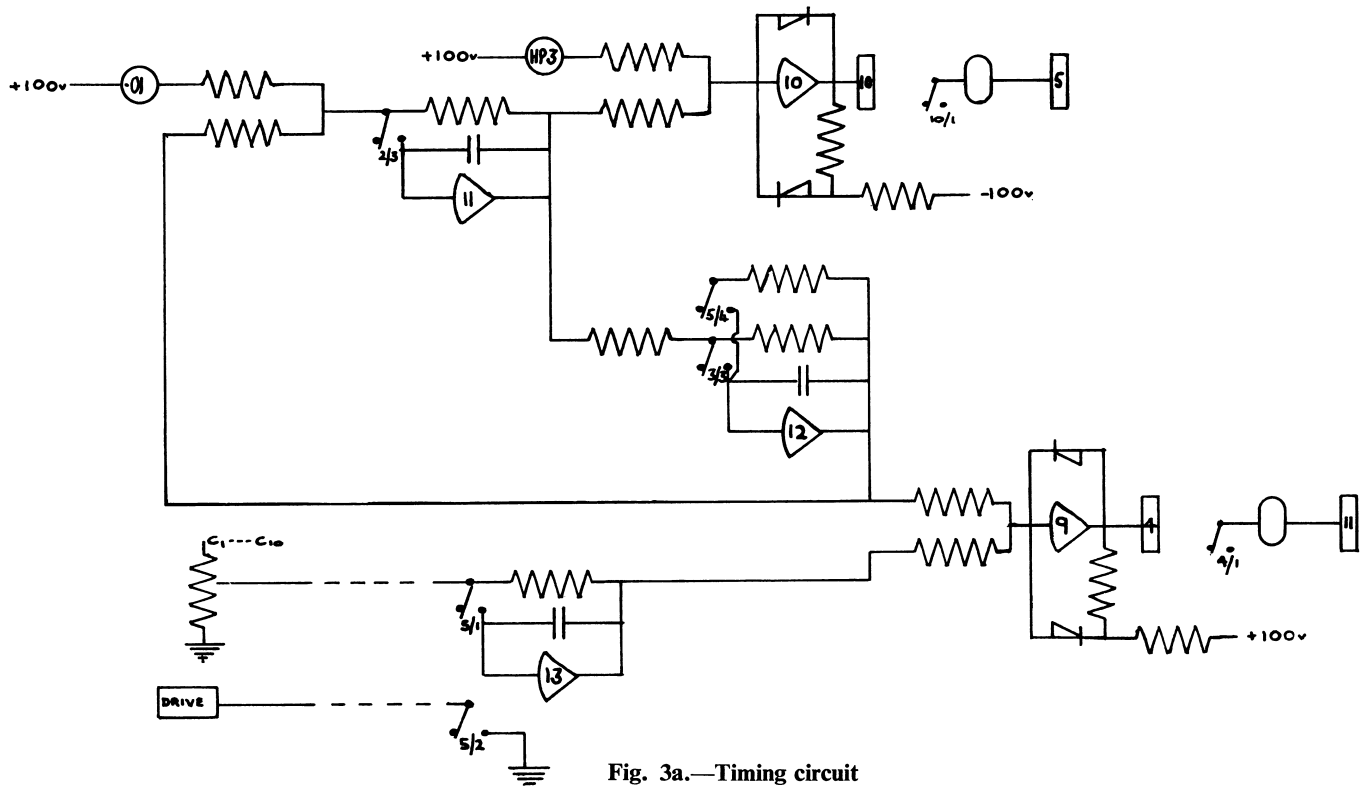 +100v
.01
+100v
HP3
10
10
10/1
5
2/3
11
-100v
5/4
3/3
12
C1---C10
9
4
4/1
11
5/1
13
+100v
DRIVE
5/2
Fig. 3a.—Timing circuit